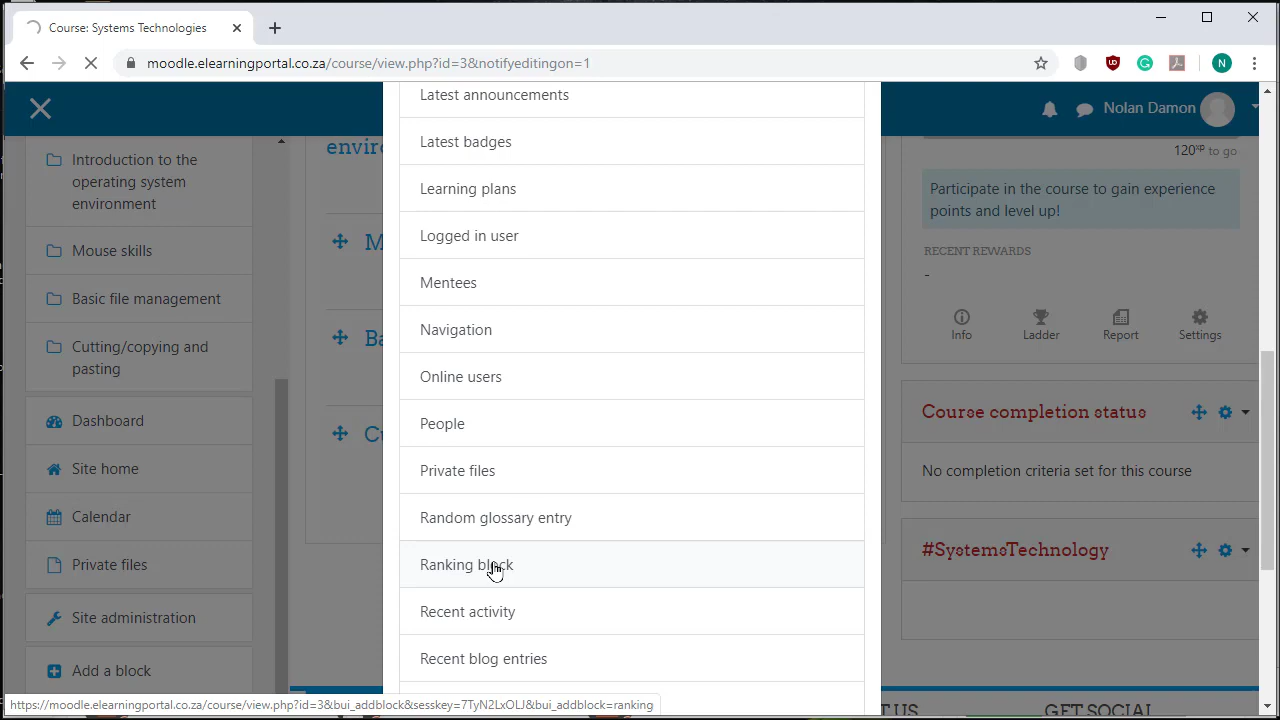 Course: Systems Technologies
moodle.elearningportal.co.za/course/view.php?id=3&notifyeditingon=1
N
Nolan Damon
Introduction to the
operating system
environment
Mouse skills
Basic file management
Cutting/copying and
pasting
Dashboard
Site home
Calendar
Private files
Site administration
Add a block
enviro
M
Ba
Cu
Latest announcements
Latest badges
Learning plans
Logged in user
Mentees
Navigation
Online users
People
Private files
Random glossary entry
Ranking block
Recent activity
Recent blog entries
120xp to go
Participate in the course to gain experience
points and level up!
RECENT REWARDS
-
Info
Ladder
Report
Settings
Course completion status
No completion criteria set for this course
#SystemsTechnology
T US
GET SOCIAL
https://moodle.elearningportal.co.za/course/view.php?id=3&bui_addblock&sesskey=7TyN2LxOLJ&bui_addblock=ranking